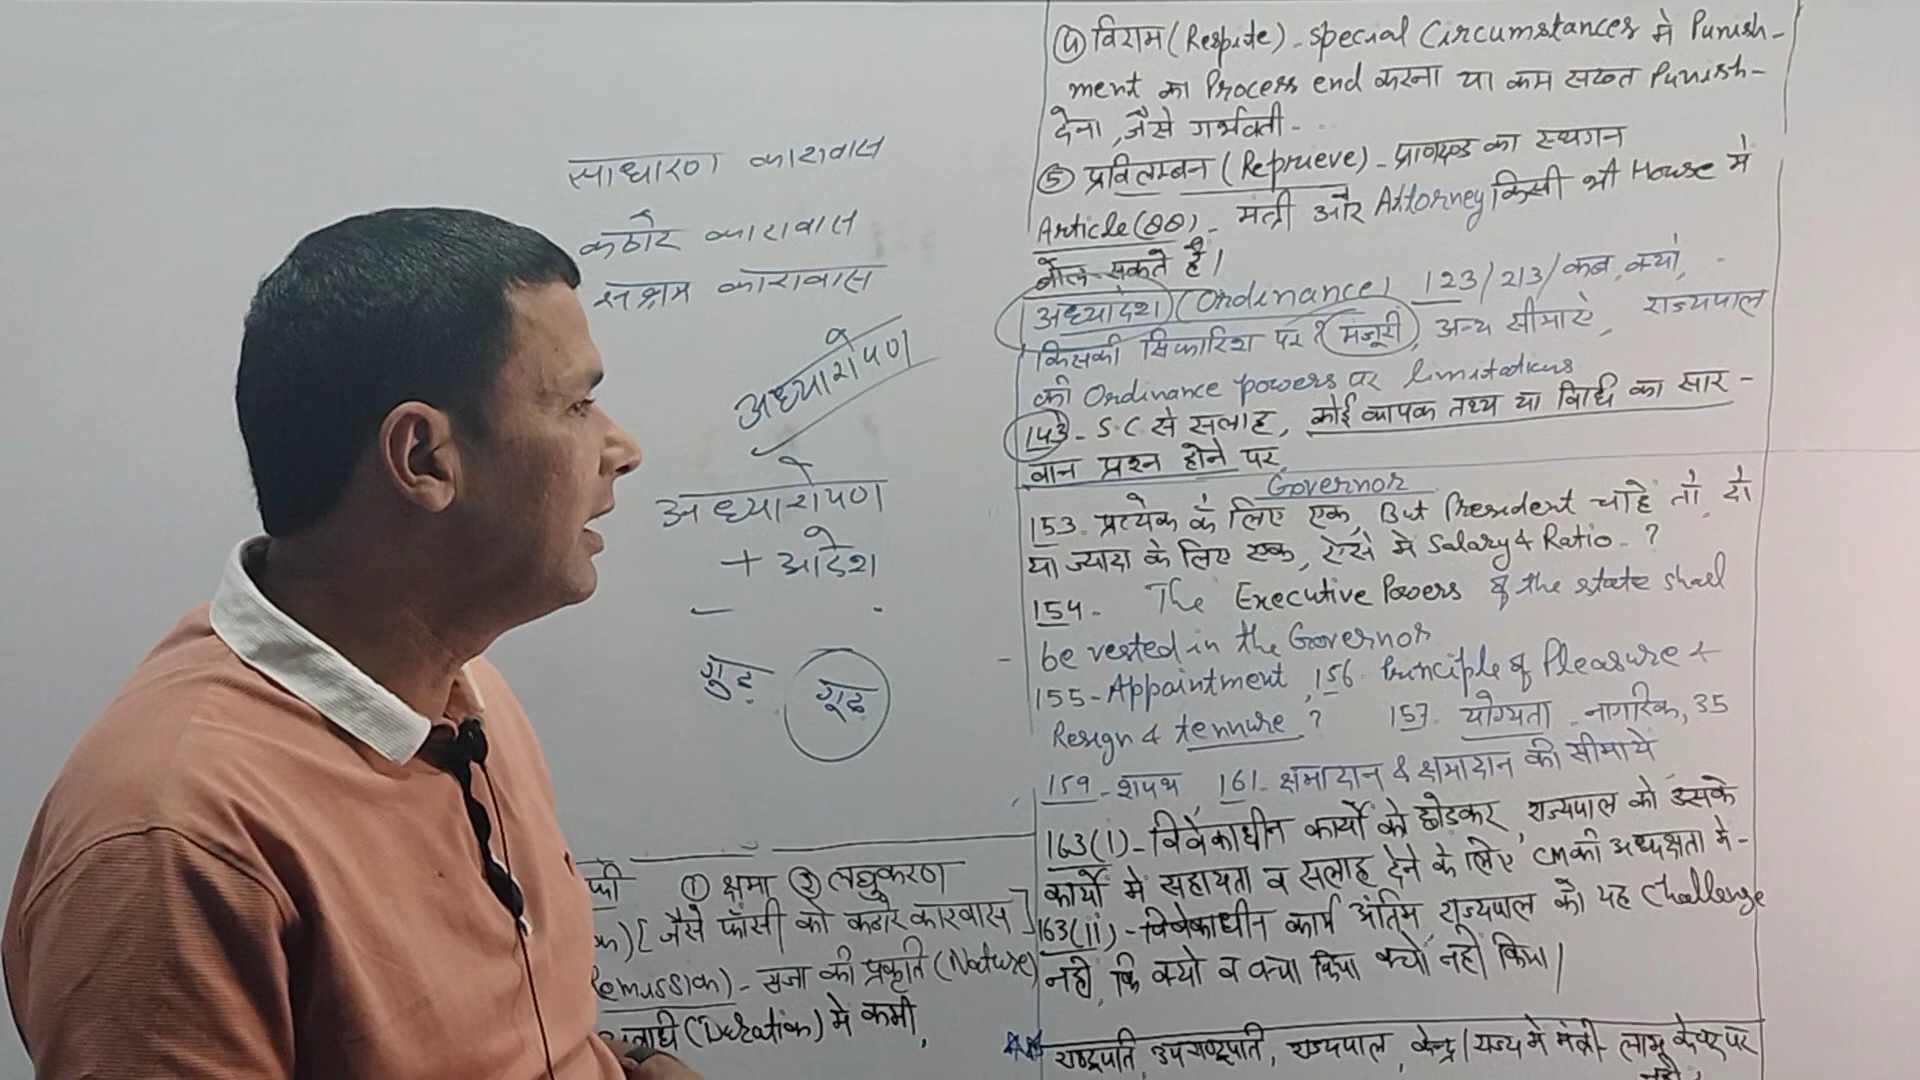 साधारण कारावास
कठोर कारावास
सश्रम कारावास
अध्यारोपण
अध्यारोपण
+ आदेश
गुढ़ गूढ़
① क्षमा ② लघुकरण
[जैसे फाँसी को कठोर कारवास]
Remission) - सजा की प्रकृति (Nature)
(Duration) में कमी,
④ विराम (Respite) - Special Circumstances मे Punish-
ment का Process end करना या कम सख्त Punish-
देना, जैसे गर्भवती -
⑤ प्रविलम्बन (Reprieve) - प्राणदण्ड का स्थगन
Article (88) - मंत्री और Attorney किसी भी House मे
बोल सकते है।
अध्यादेश (Ordinance) 123/213/कब, क्यो,
किसकी सिफारिश पर? मंजूरी, अन्य सीमाऐ, राज्यपाल
की Ordinance powers पर limitations
143 - S.C से सलाह, कोई व्यापक तथ्य या विधि का सार -
वान प्रश्न होने पर
Governor
153. प्रत्येक के लिए एक, But President चाहे तो दो
या ज्यादा के लिए एक, ऐसे मे Salary & Ratio - ?
154 - The Executive Powers of the state shall
be vested in the Governor
155 - Appointment, 156. Principle of Pleasure &
Resign & tennure ? 157. योग्यता - नागरिक, 35
159 - शपथ 161. क्षमादान & क्षमादान की सीमाये
163(1) - विवेकाधीन कार्यों को छोडकर, राज्यपाल को उसके
कार्यों मे सहायता व सलाह देने के लिए CM की अध्यक्षता मे -
163(ii) - विवेकाधीन कार्य अंतिम, राज्यपाल को यह Challenge
नही कि क्यो व क्या किया क्यों नही किया।
राष्ट्रपति, उपराष्ट्रपति, राज्यपाल, केन्द्र/राज्य मे मंत्री - लाभ के पद पर
नही